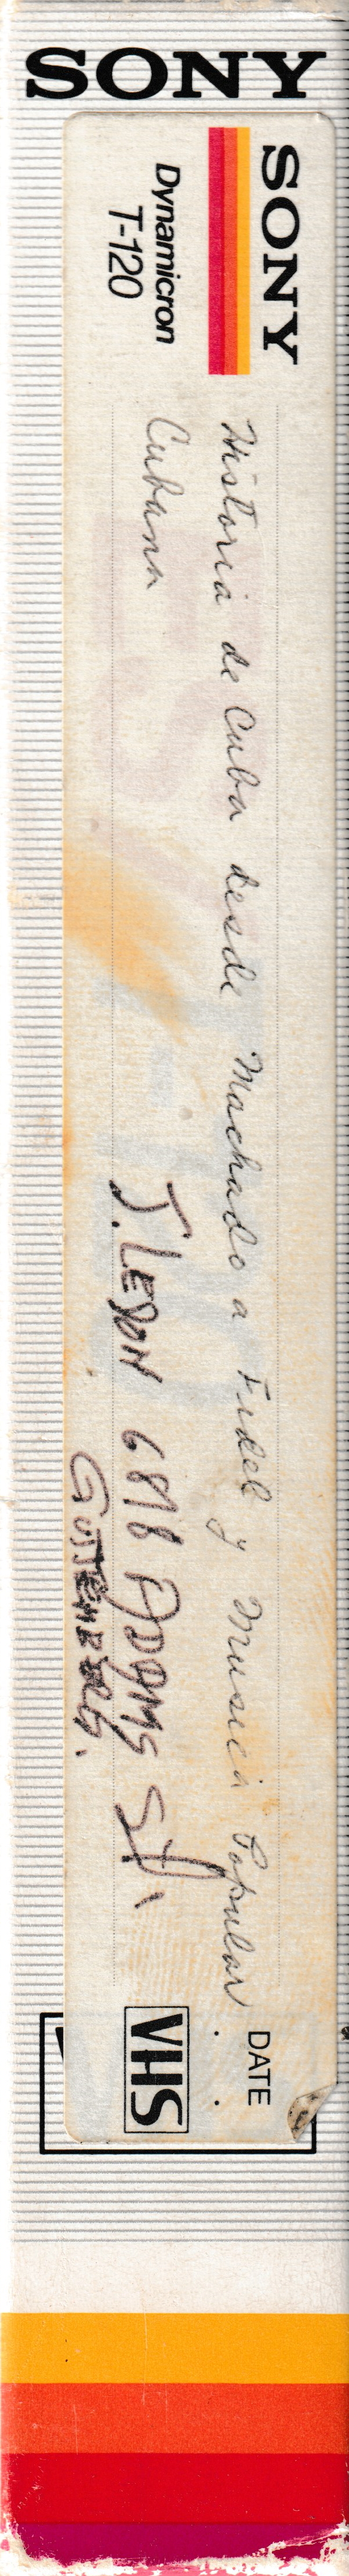 SONY
SONY
Dynamicron
T-120
Historia de Cuba desde Machado a Fidel y Musica Popular
Cubana
J. LESON 6818 ADAMS St.
GUTTENBERG.
DATE
VHS